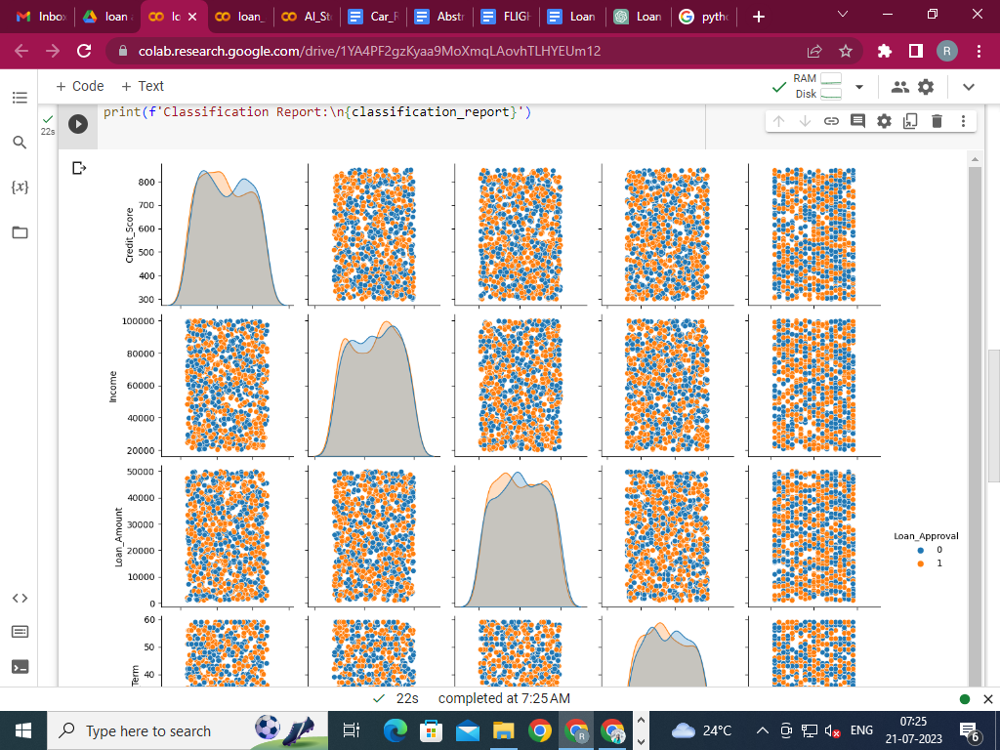 Inbox
loan
lo
loan_
AI_St
Car_F
Abstr
FLIGH
Loan
Loan
pytho
colab.research.google.com/drive/1YA4PF2gzKyaa9MoXmqLAovhTLHYEUm12
R
+ Code + Text
RAM
Disk
22s
print(f'Classification Report:\n{classification_report}')
{x}
Credit_Score
800
700
600
500
400
300
Income
100000
80000
60000
40000
20000
Loan_Amount
50000
40000
30000
20000
10000
0
Term
60
50
40
Loan_Approval
0
1
22s completed at 7:25 AM
Type here to search
R
24°C
ENG
07:25
21-07-2023
6